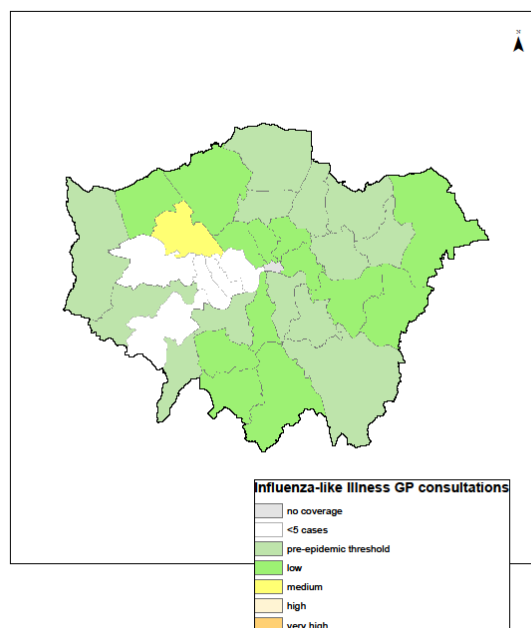 N
Influenza-like Illness GP consultations
no coverage
<5 cases
pre-epidemic threshold
low
medium
high
very high